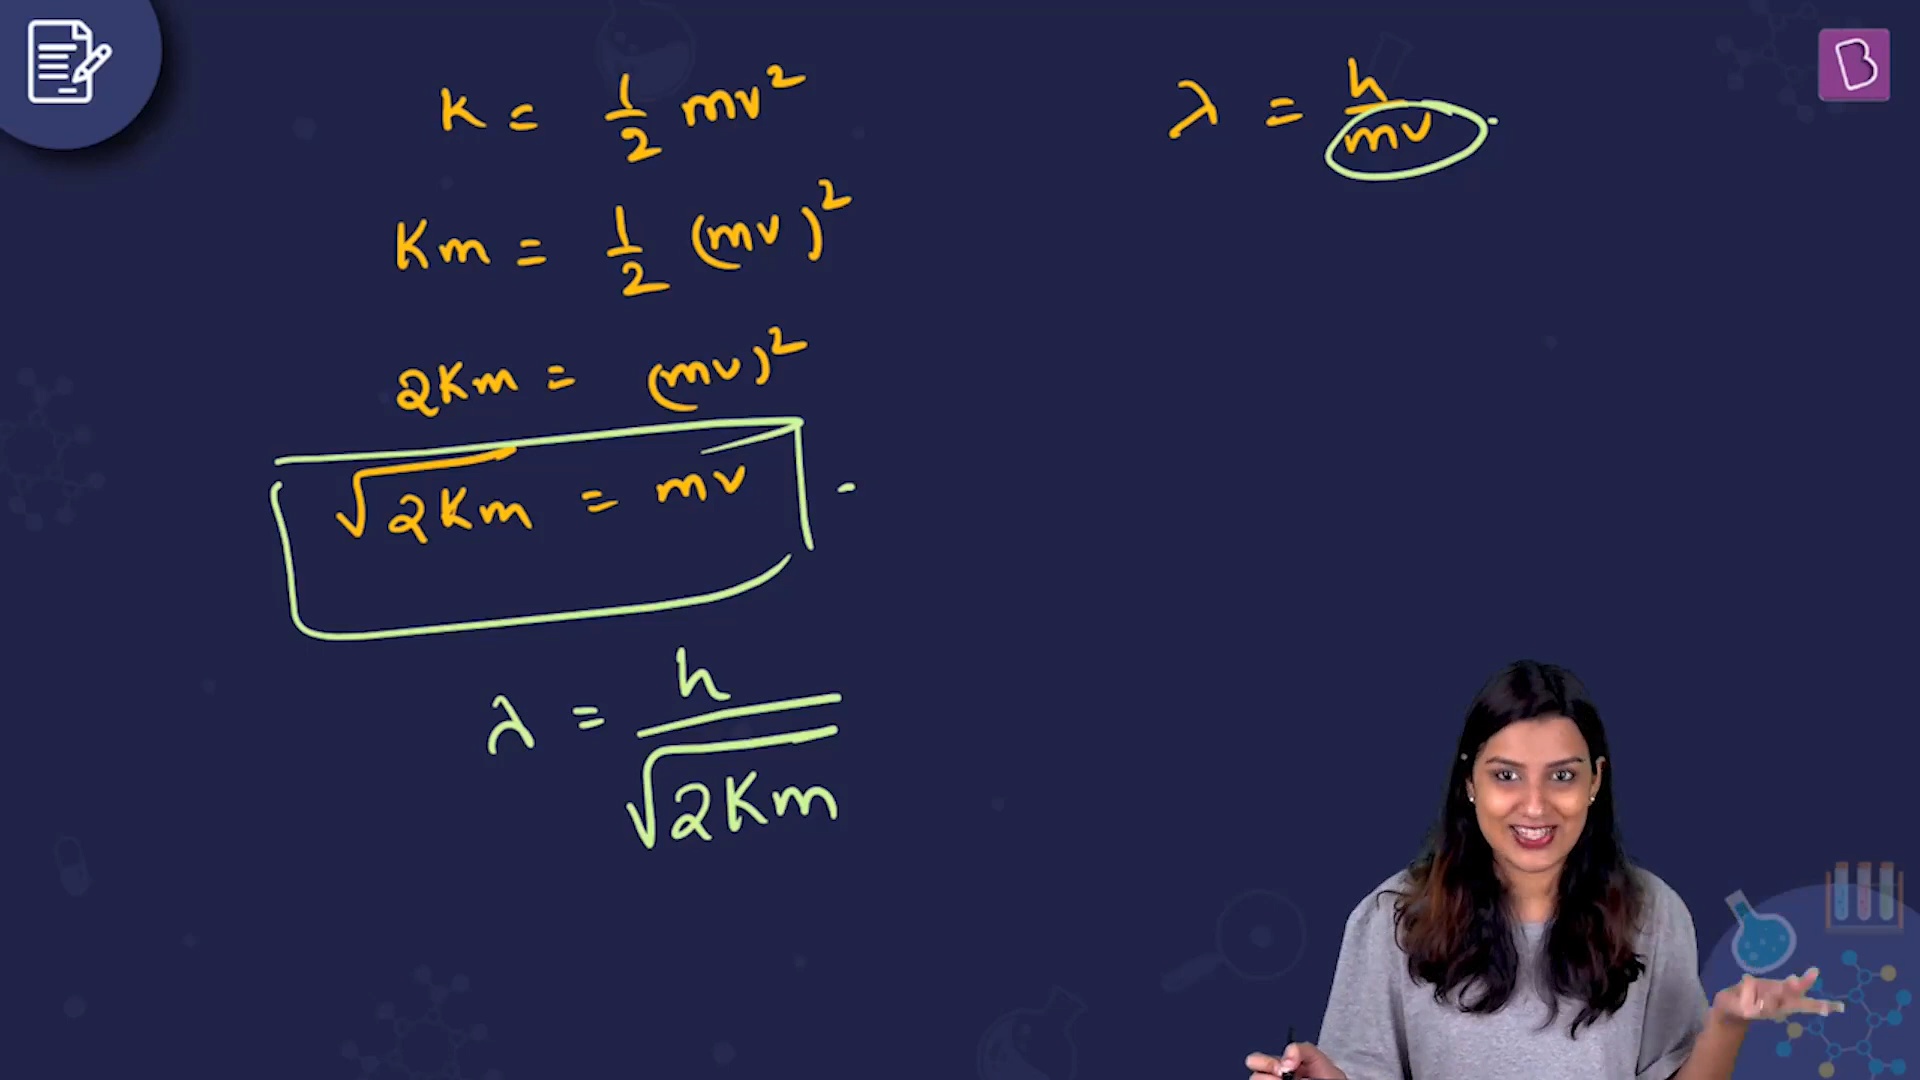 K = 1/2 mv²
Km = 1/2 (mv)²
2Km = (mv)²
√2Km = mv
λ = h/√2Km
λ = h/mv
B